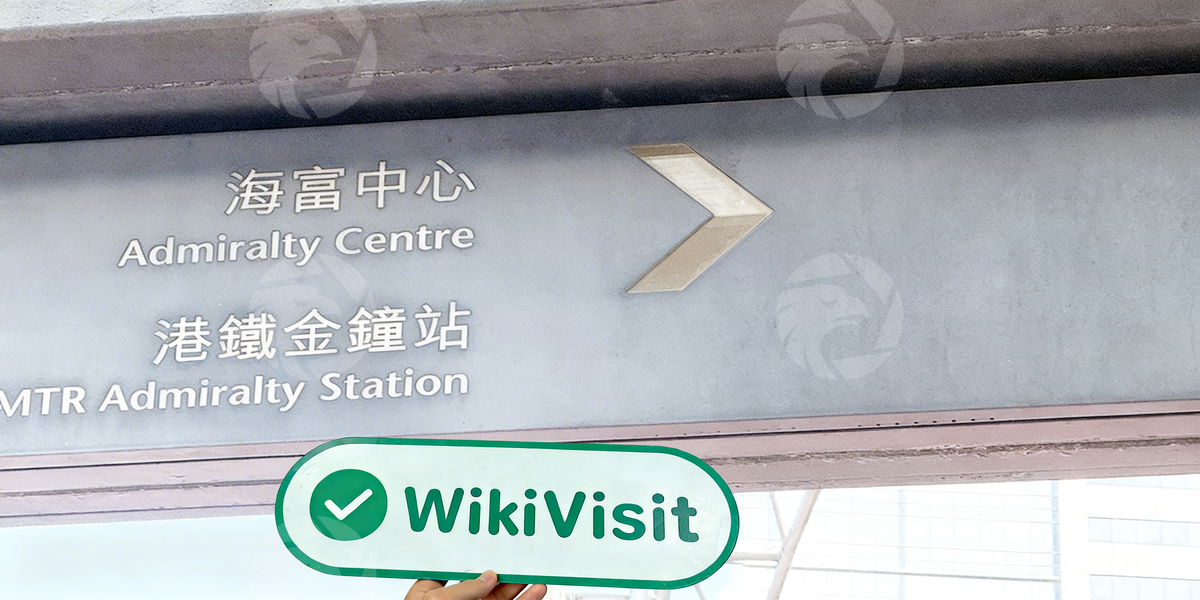 海富中心
Admiralty Centre
港鐵金鐘站
MTR Admiralty Station
WikiVisit